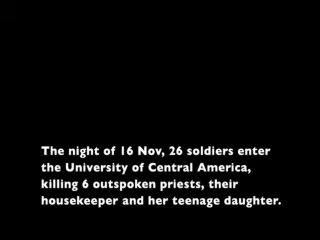 The night of 16 Nov, 26 soldiers enter
the University of Central America,
killing 6 outspoken priests, their
housekeeper and her teenage daughter.